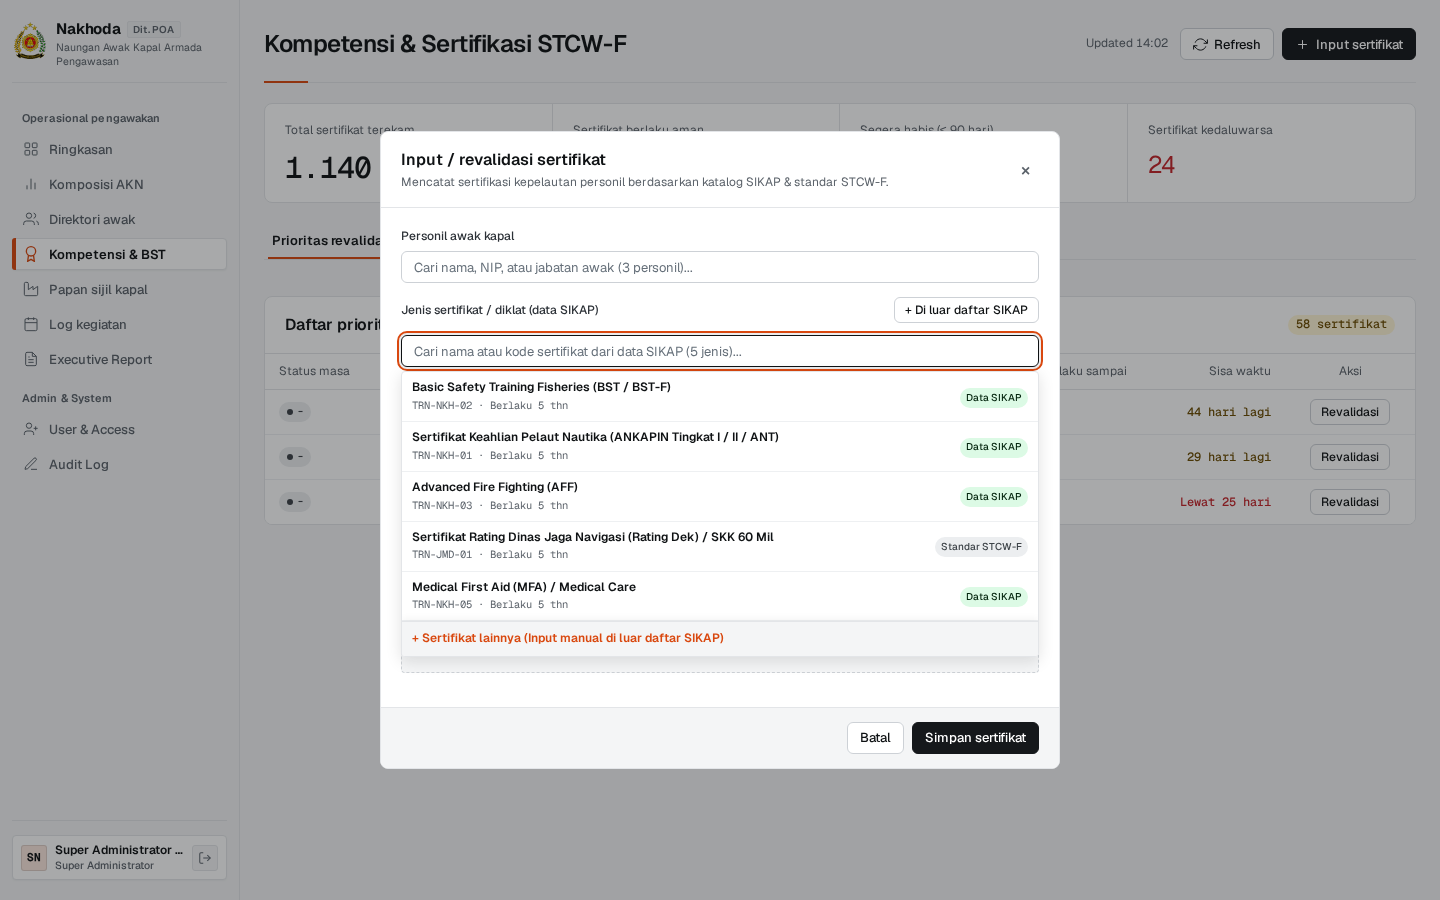 Nakhoda Dit. POA
Naungan Awak Kapal Armada
Pengawasan
Operasional pengawakan
Ringkasan
Komposisi AKN
Direktori awak
Kompetensi & BST
Papan sijil kapal
Log kegiatan
Executive Report
Admin & System
User & Access
Audit Log
SN
Super Administrator ...
Super Administrator
Kompetensi & Sertifikasi STCW-F
Updated 14:02
Refresh
+ Input sertifikat
Total sertifikat terekam
1.140
Sertifikat berlaku aman
Segera habis (< 90 hari)
Sertifikat kedaluwarsa
24
Prioritas revalida
Daftar priorit
58 sertifikat
Status masa
laku sampai
Sisa waktu
Aksi
-
44 hari lagi
Revalidasi
-
29 hari lagi
Revalidasi
-
Lewat 25 hari
Revalidasi
Input / revalidasi sertifikat
Mencatat sertifikasi kepelautan personil berdasarkan katalog SIKAP & standar STCW-F.
×
Personil awak kapal
Cari nama, NIP, atau jabatan awak (3 personil)...
Jenis sertifikat / diklat (data SIKAP)
+ Di luar daftar SIKAP
Cari nama atau kode sertifikat dari data SIKAP (5 jenis)...
Basic Safety Training Fisheries (BST / BST-F)
TRN-NKH-02 · Berlaku 5 thn
Data SIKAP
Sertifikat Keahlian Pelaut Nautika (ANKAPIN Tingkat I / II / ANT)
TRN-NKH-01 · Berlaku 5 thn
Data SIKAP
Advanced Fire Fighting (AFF)
TRN-NKH-03 · Berlaku 5 thn
Data SIKAP
Sertifikat Rating Dinas Jaga Navigasi (Rating Dek) / SKK 60 Mil
TRN-JMD-01 · Berlaku 5 thn
Standar STCW-F
Medical First Aid (MFA) / Medical Care
TRN-NKH-05 · Berlaku 5 thn
Data SIKAP
+ Sertifikat lainnya (Input manual di luar daftar SIKAP)
Batal
Simpan sertifikat